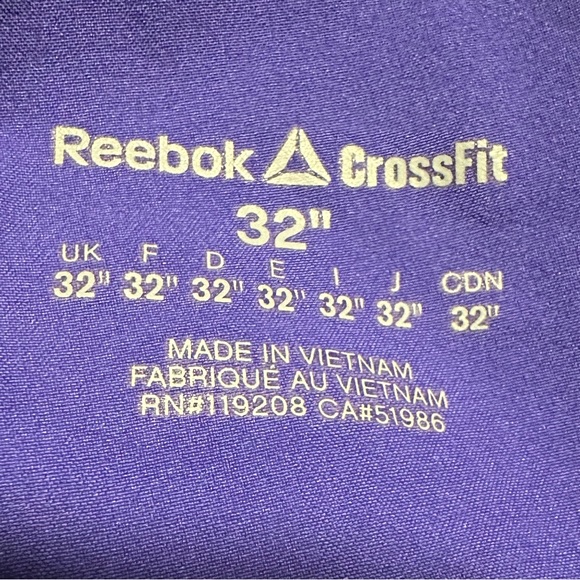 Reebok CrossFit
32"
UK F D E I J CDN
32" 32" 32" 32" 32" 32" 32"
MADE IN VIETNAM
FABRIQUÉ AU VIETNAM
RN#119208 CA#51986